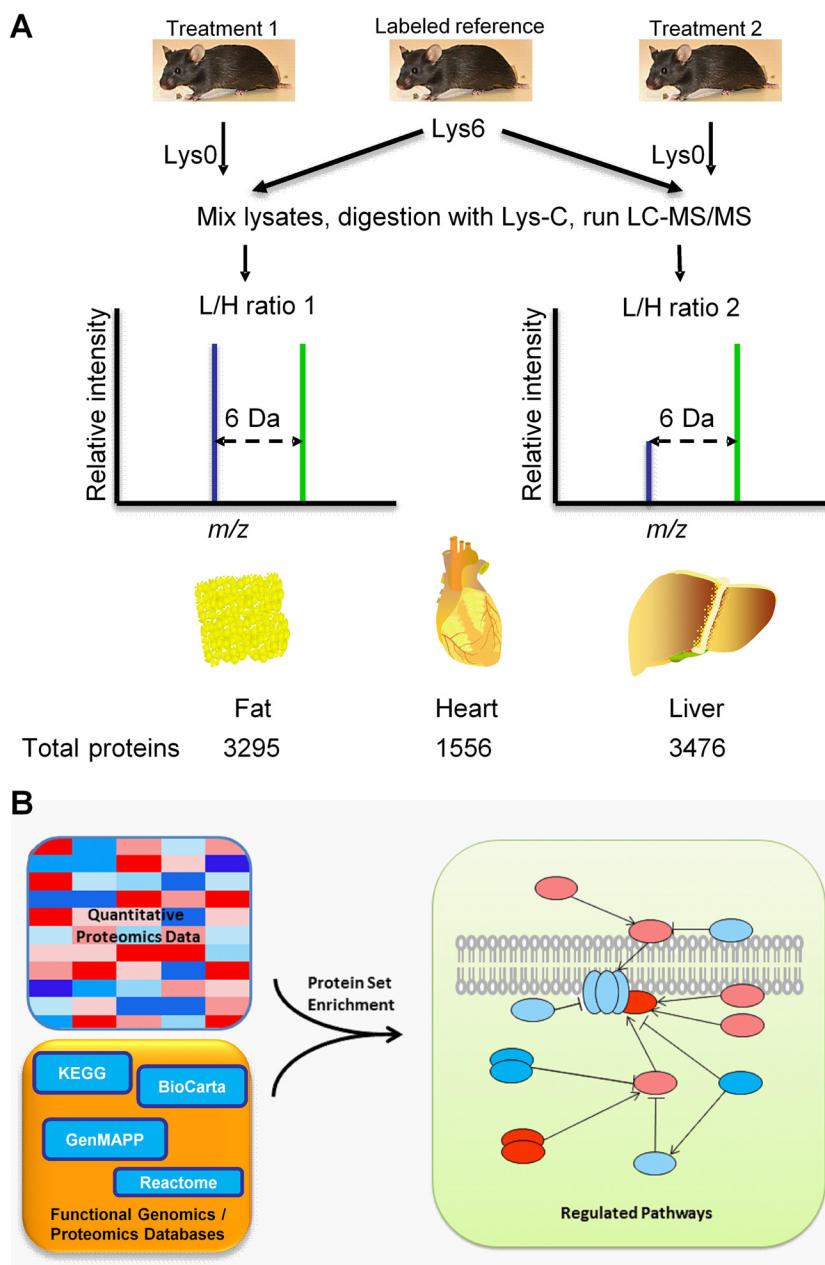 A
Treatment 1
Labeled reference
Treatment 2
Lys0
Lys6
Lys0
Mix lysates, digestion with Lys-C, run LC-MS/MS
L/H ratio 1
L/H ratio 2
Relative intensity
6 Da
m/z
Relative intensity
6 Da
m/z
Fat
Heart
Liver
Total proteins
3295
1556
3476
B
Quantitative
Proteomics Data
Protein Set
Enrichment
KEGG
BioCarta
GenMAPP
Reactome
Functional Genomics /
Proteomics Databases
Regulated Pathways